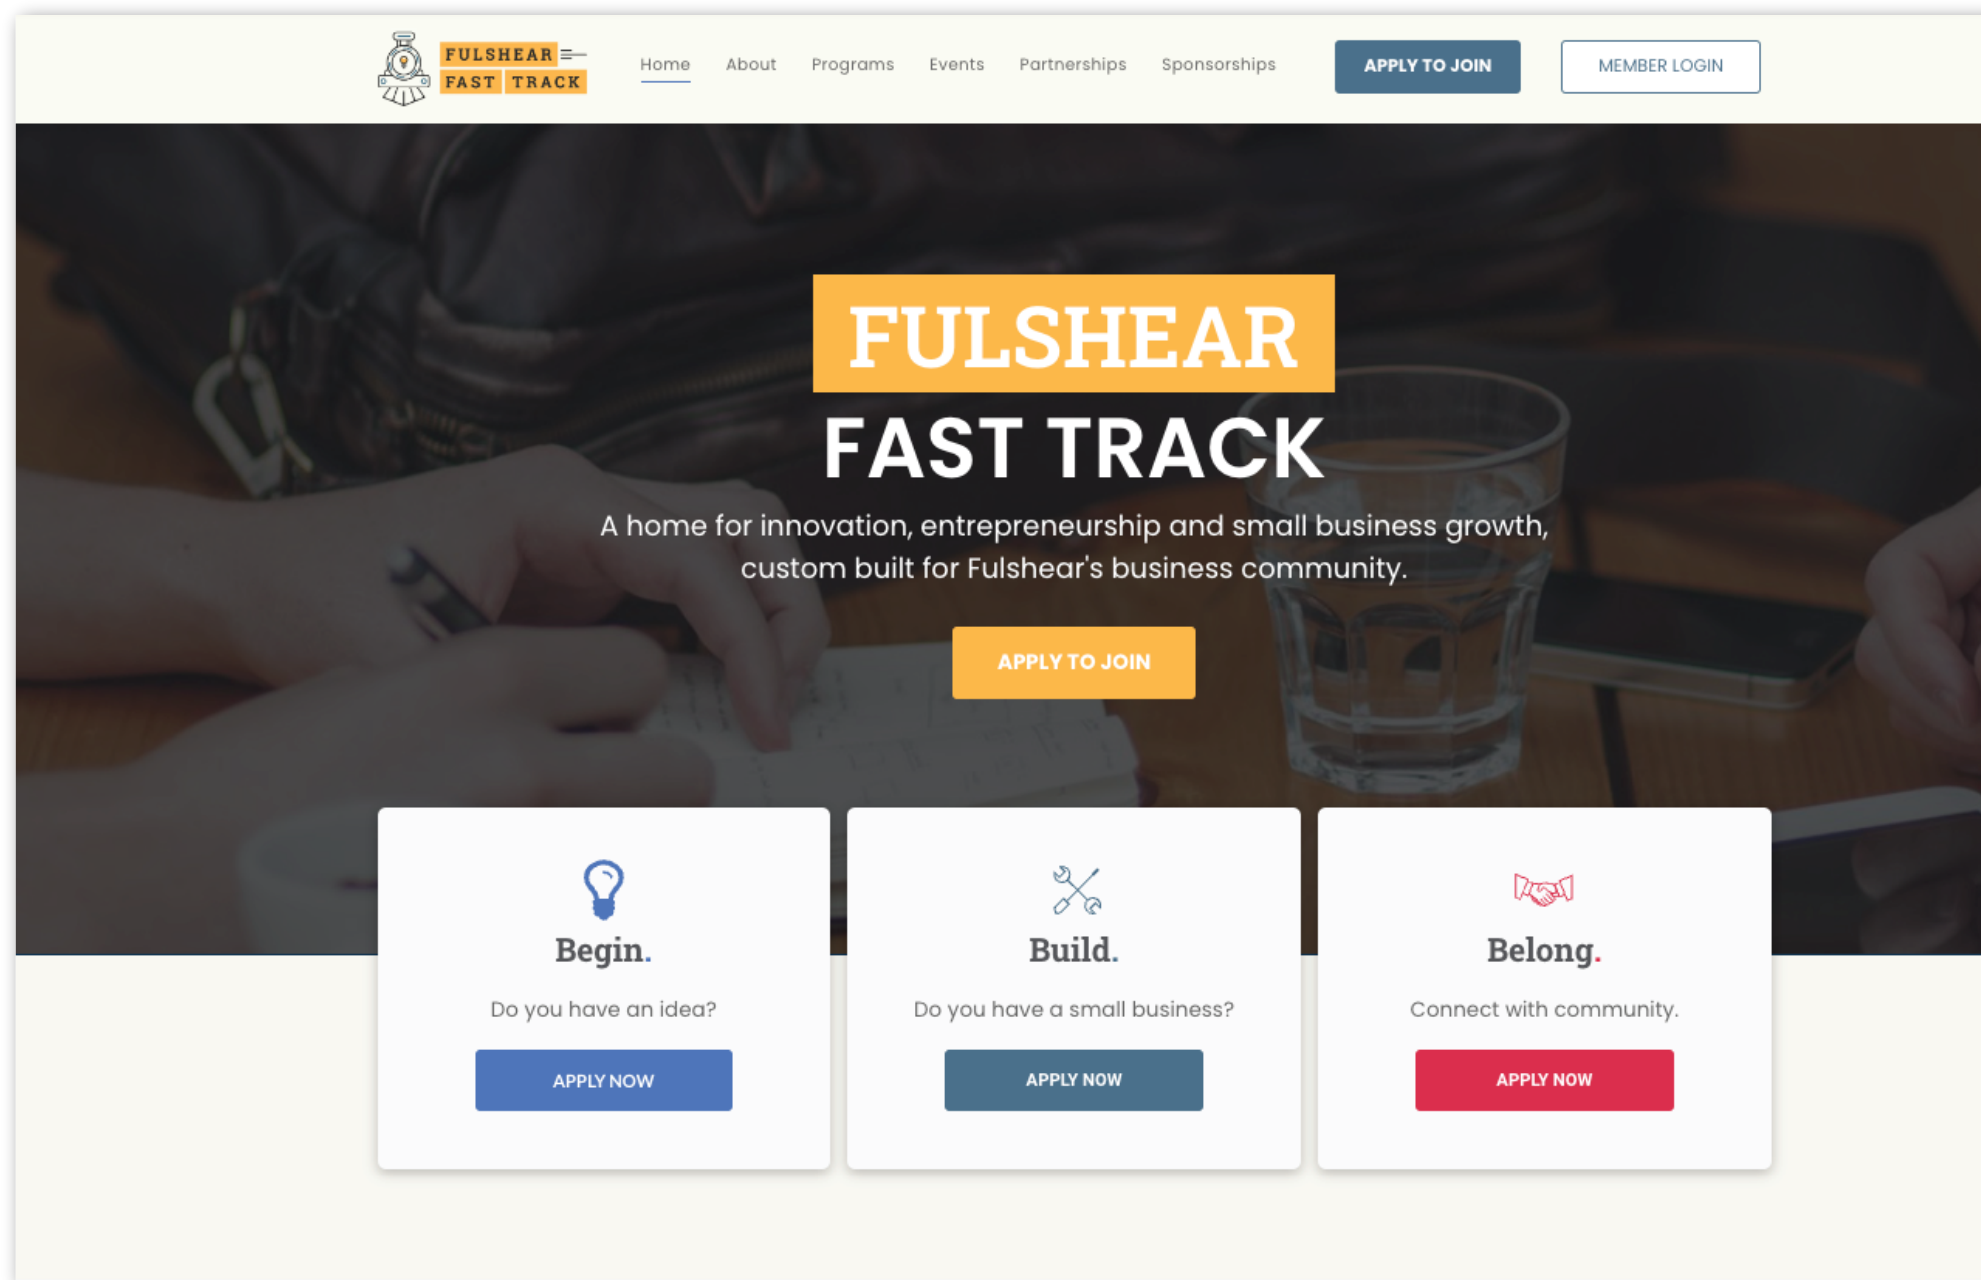 FULSHEAR
FAST TRACK
Home About Programs Events Partnerships Sponsorships
APPLY TO JOIN
MEMBER LOGIN
FULSHEAR
FAST TRACK
A home for innovation, entrepreneurship and small business growth,
custom built for Fulshear's business community.
APPLY TO JOIN
Begin.
Do you have an idea?
APPLY NOW
Build.
Do you have a small business?
APPLY NOW
Belong.
Connect with community.
APPLY NOW